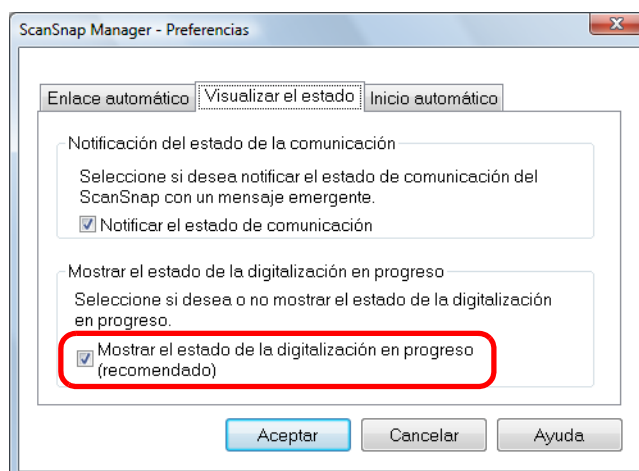 ScanSnap Manager - Preferencias
Enlace automático Visualizar el estado Inicio automático
Notificación del estado de la comunicación
Seleccione si desea notificar el estado de comunicación del
ScanSnap con un mensaje emergente.
Notificar el estado de comunicación
Mostrar el estado de la digitalización en progreso
Seleccione si desea o no mostrar el estado de la digitalización
en progreso.
Mostrar el estado de la digitalización en progreso
(recomendado)
Aceptar Cancelar Ayuda